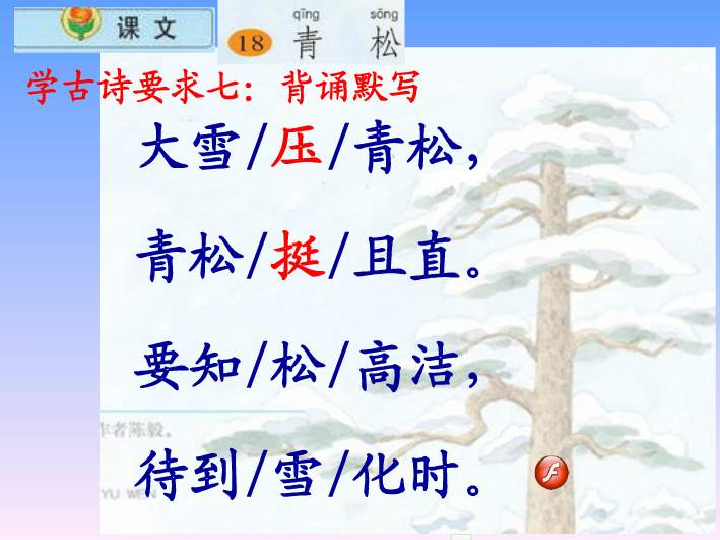 课文
qīng sōng
18 青 松
学古诗要求七：背诵默写
大雪/压/青松，
青松/挺/且直。
要知/松/高洁，
作者陈毅。
待到/雪/化时。
YU WEN